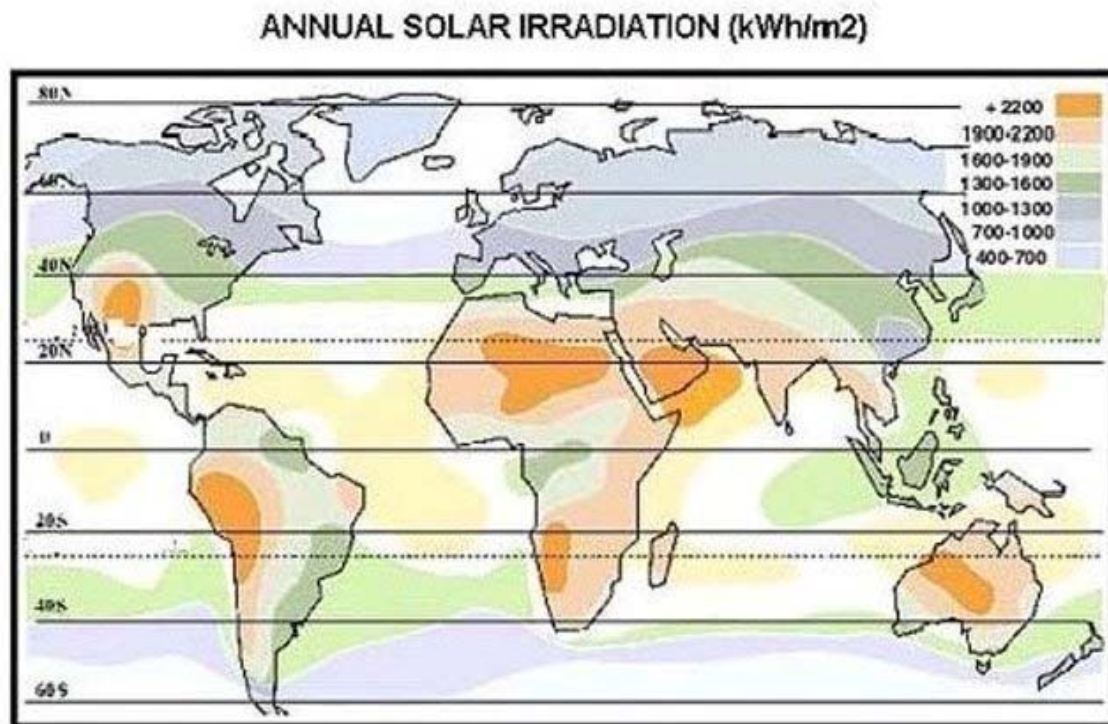 ANNUAL SOLAR IRRADIATION (kWh/m2)
80N
+ 2200
1900-2200
1600-1900
60N
1300-1600
1000-1300
700-1000
400-700
40N
20N
0
20S
40S
60S